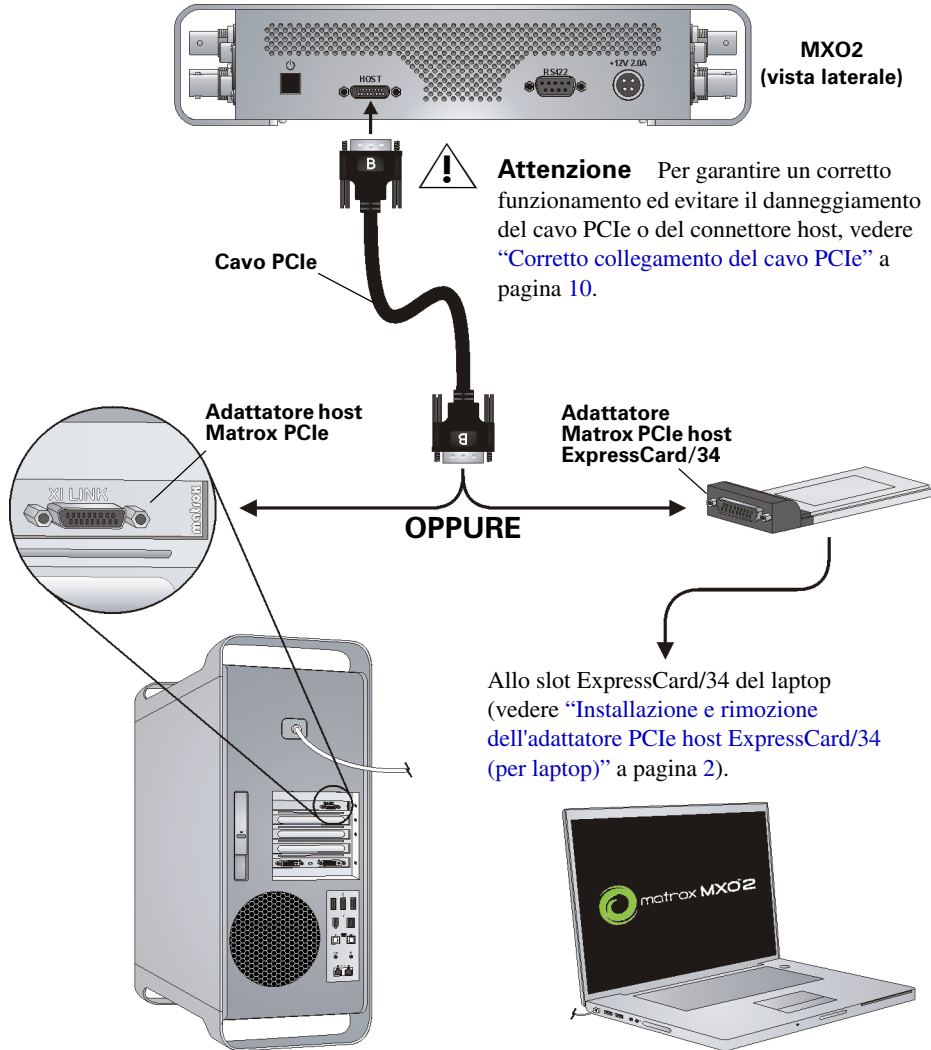 MXO2
(vista laterale)
HOST
RS422
+12V 2.0A
B
Attenzione Per garantire un corretto
funzionamento ed evitare il danneggiamento
del cavo PCIe o del connettore host, vedere
“Corretto collegamento del cavo PCIe” a
pagina 10.
Cavo PCIe
B
Adattatore host
Matrox PCIe
Adattatore
Matrox PCIe host
ExpressCard/34
XI LINK
matrox
OPPURE
Allo slot ExpressCard/34 del laptop
(vedere “Installazione e rimozione
dell'adattatore PCIe host ExpressCard/34
(per laptop)” a pagina 2).
matrox MXO2